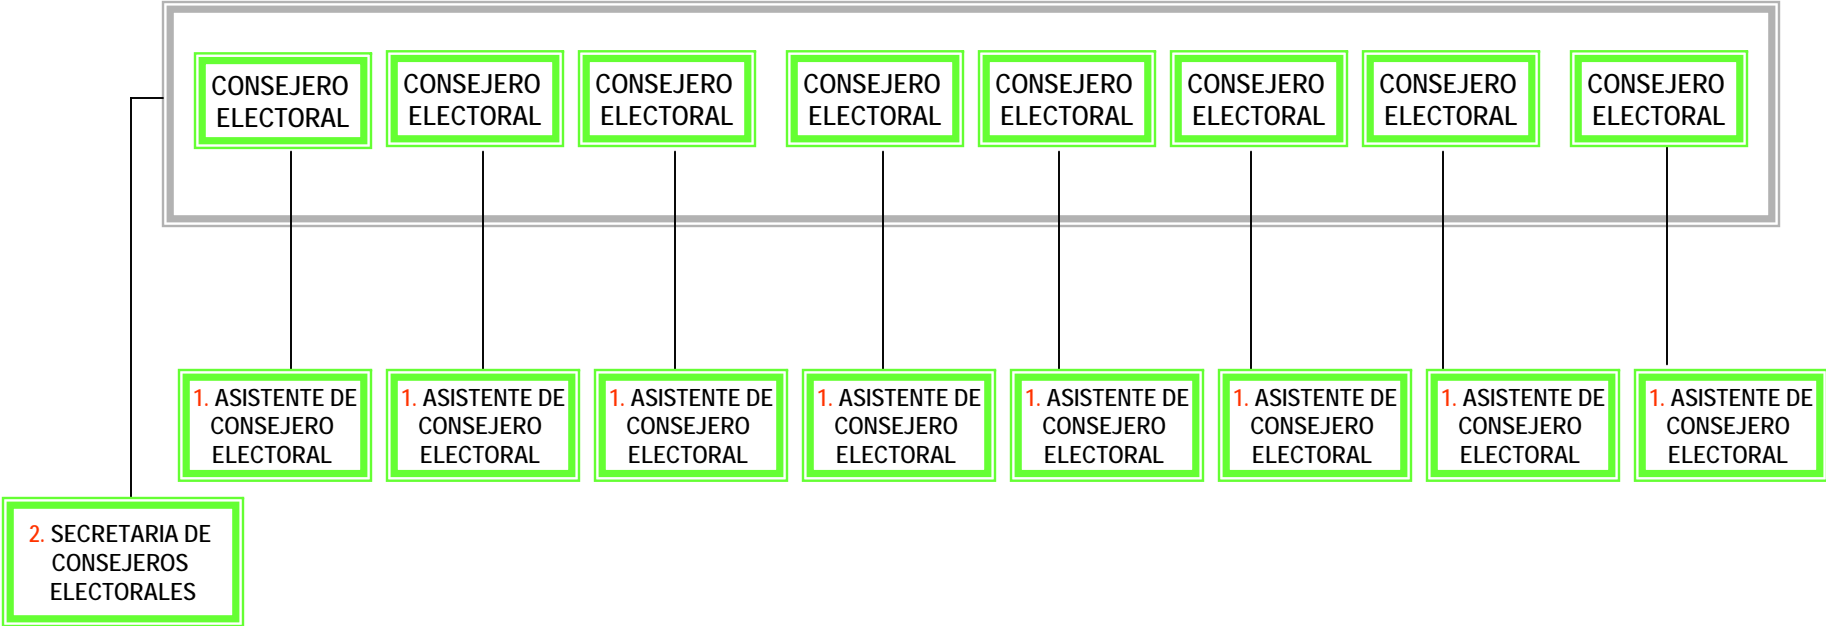 CONSEJERO
ELECTORAL
CONSEJERO
ELECTORAL
CONSEJERO
ELECTORAL
CONSEJERO
ELECTORAL
CONSEJERO
ELECTORAL
CONSEJERO
ELECTORAL
CONSEJERO
ELECTORAL
CONSEJERO
ELECTORAL
1. ASISTENTE DE
CONSEJERO
ELECTORAL
1. ASISTENTE DE
CONSEJERO
ELECTORAL
1. ASISTENTE DE
CONSEJERO
ELECTORAL
1. ASISTENTE DE
CONSEJERO
ELECTORAL
1. ASISTENTE DE
CONSEJERO
ELECTORAL
1. ASISTENTE DE
CONSEJERO
ELECTORAL
1. ASISTENTE DE
CONSEJERO
ELECTORAL
1. ASISTENTE DE
CONSEJERO
ELECTORAL
2. SECRETARIA DE
CONSEJEROS
ELECTORALES